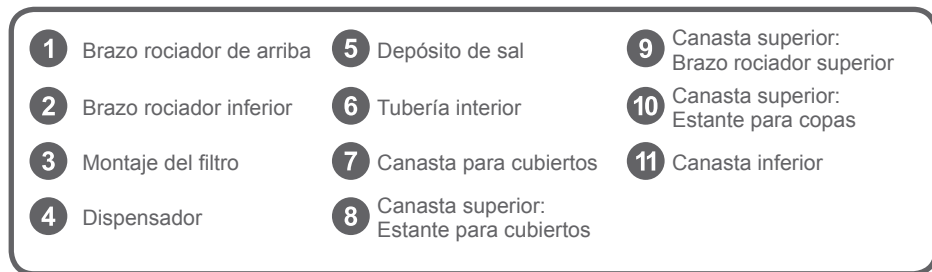 1 Brazo rociador de arriba
2 Brazo rociador inferior
3 Montaje del filtro
4 Dispensador
5 Depósito de sal
6 Tubería interior
7 Canasta para cubiertos
8 Canasta superior:
Estante para cubiertos
9 Canasta superior:
Brazo rociador superior
10 Canasta superior:
Estante para copas
11 Canasta inferior